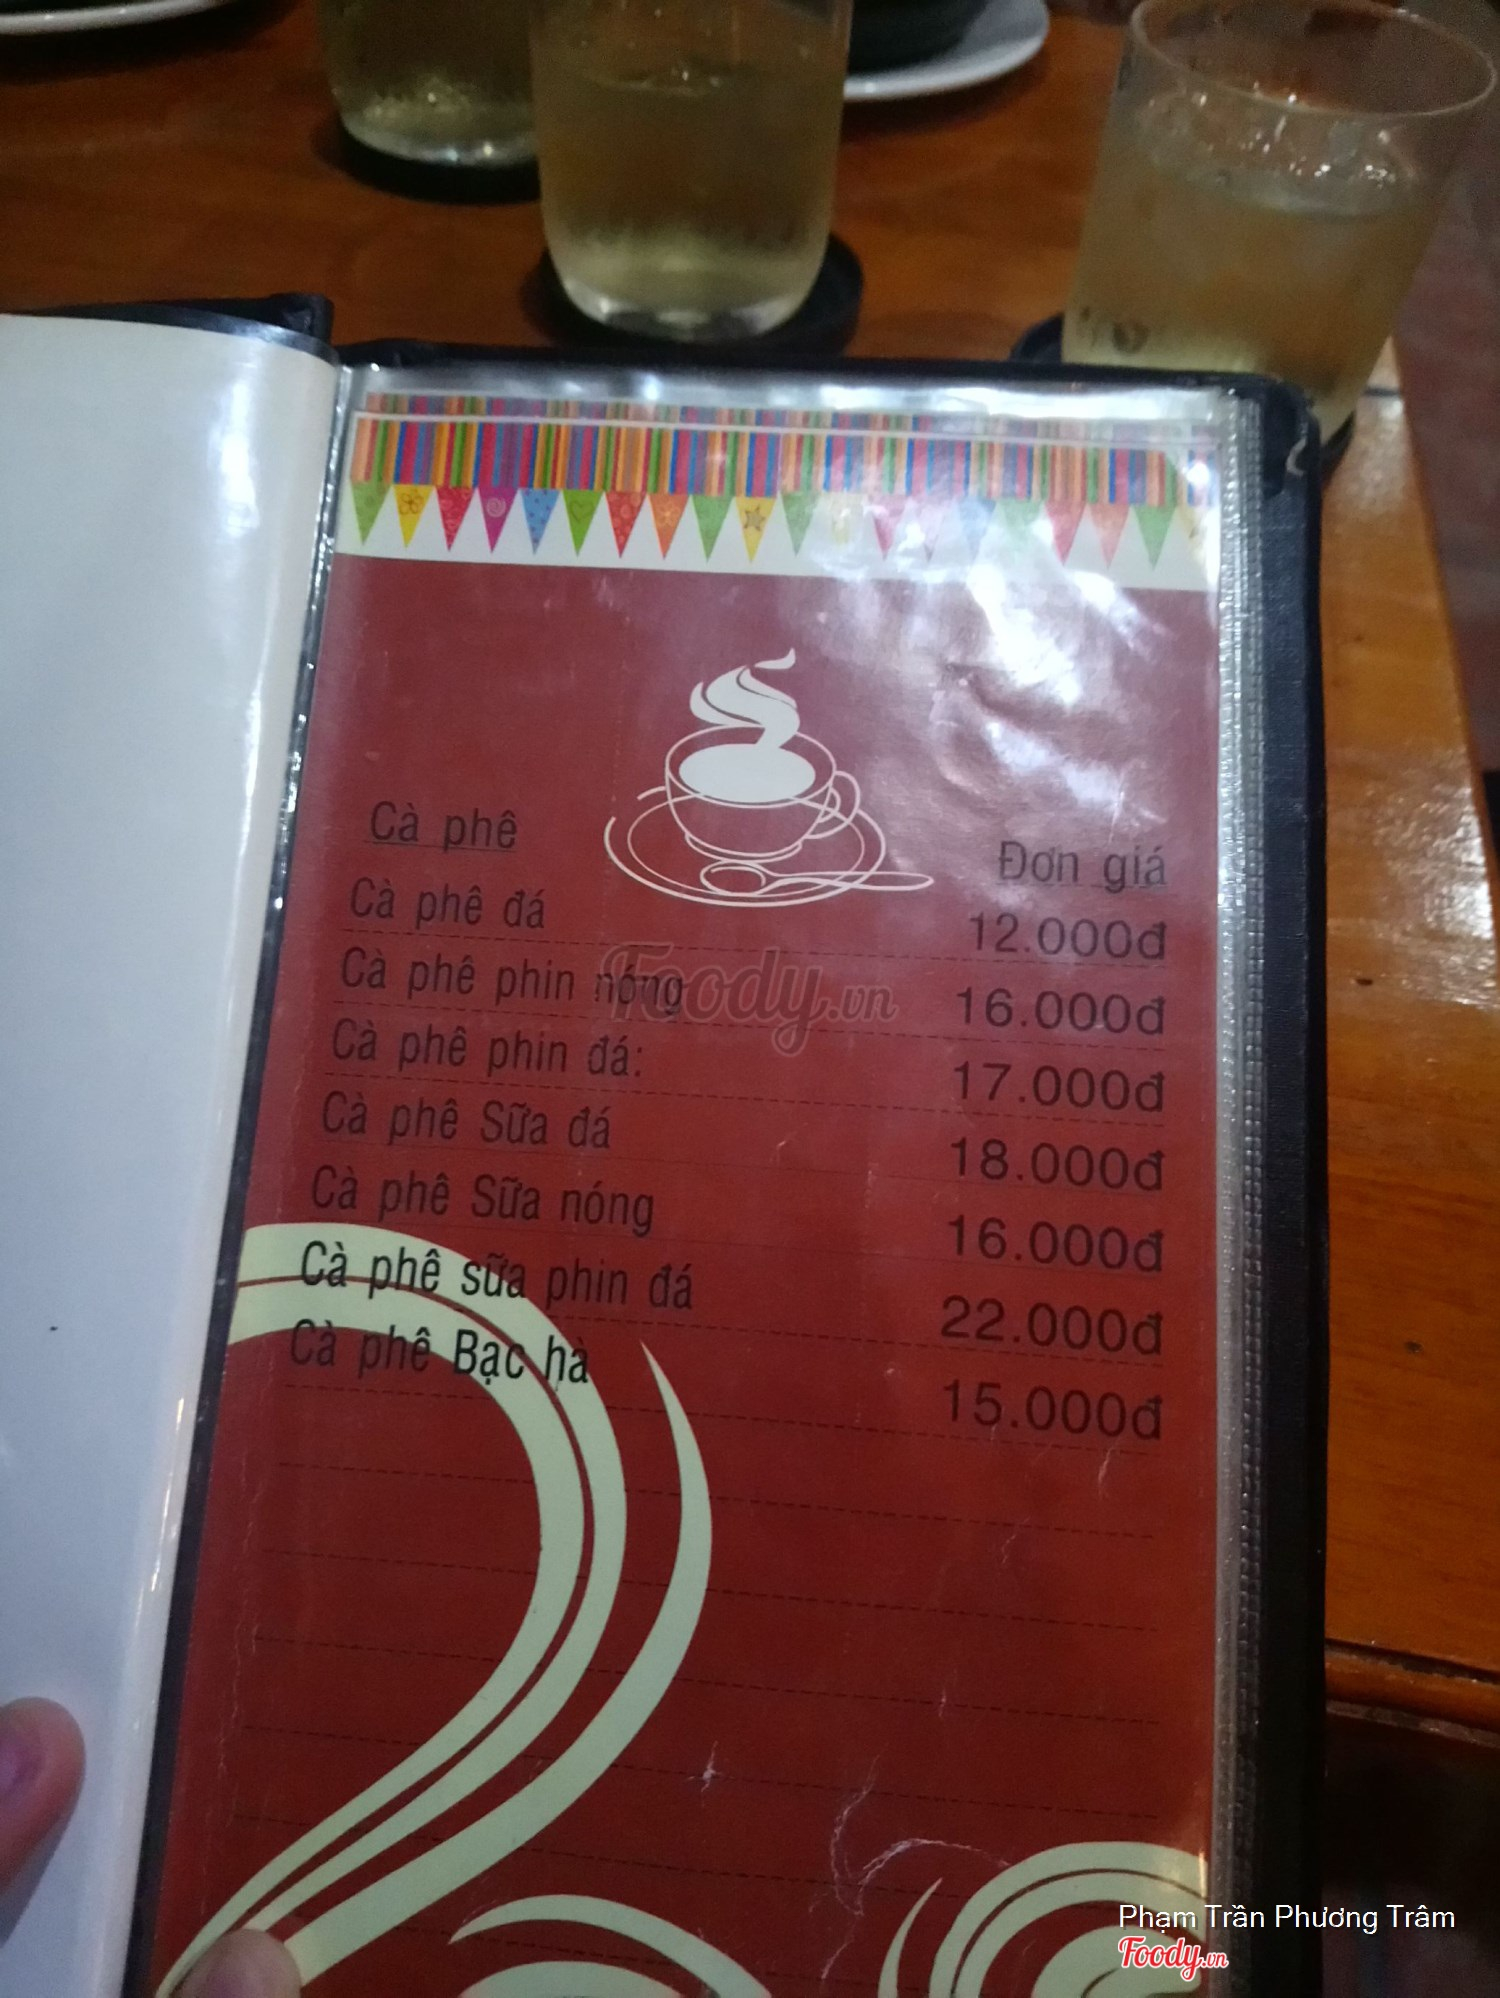 Cà phê Đơn giá
Cà phê đá 12.000đ
Cà phê phin nóng 16.000đ
Cà phê phin đá: 17.000đ
Cà phê Sữa đá 18.000đ
Cà phê Sữa nóng 16.000đ
Cà phê sữa phin đá 22.000đ
Cà phê Bạc hà 15.000đ
Foody.vn
Phạm Trần Phương Trâm
Foody.vn